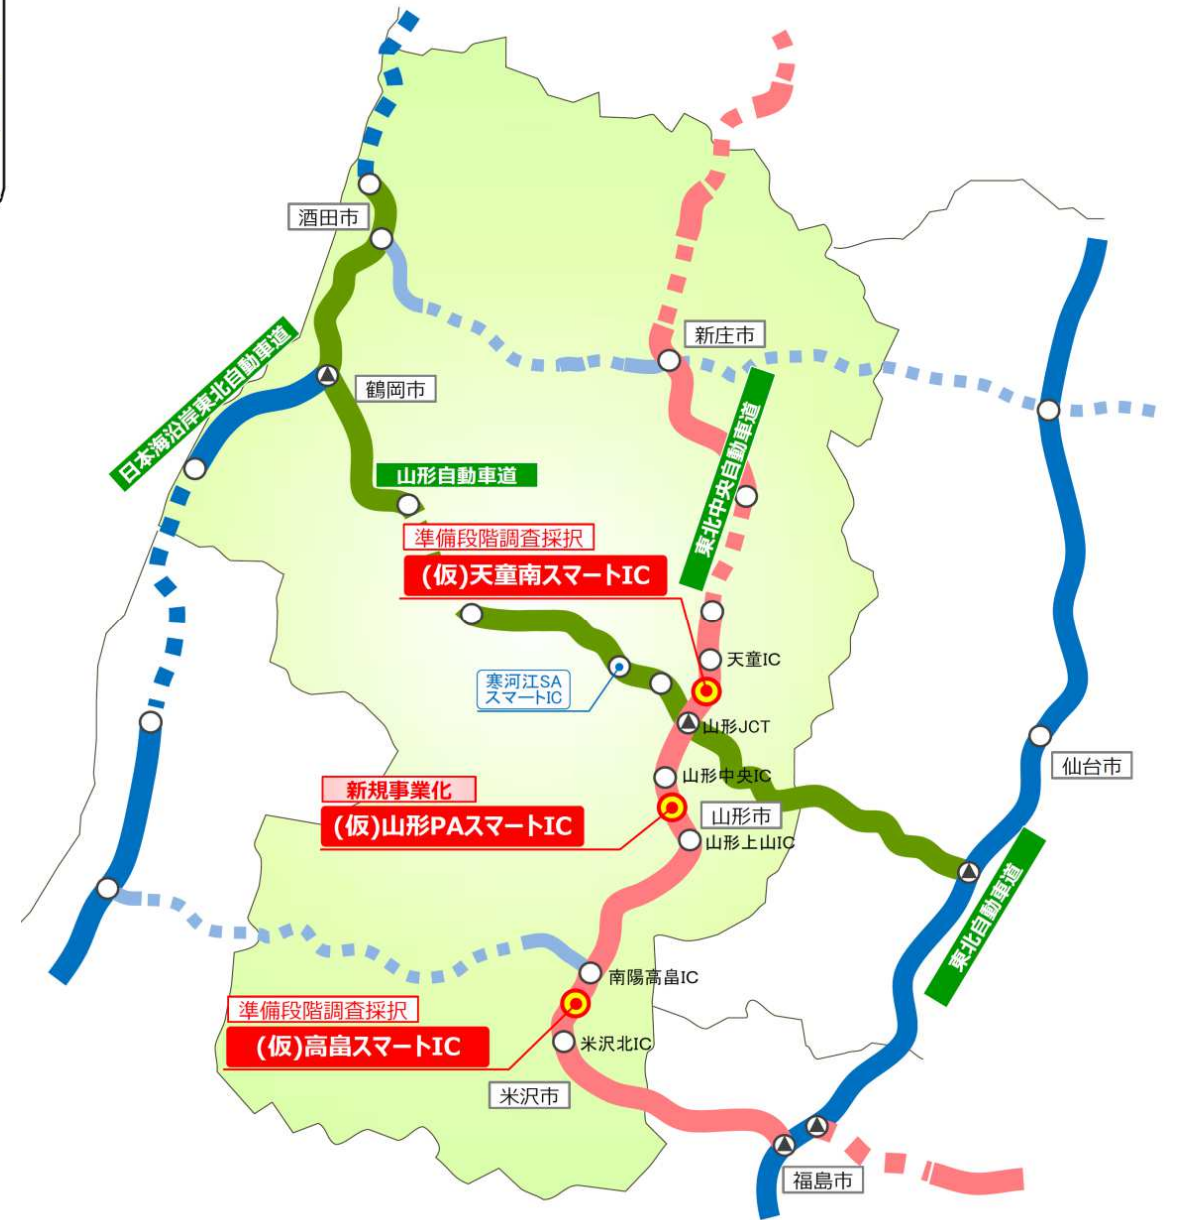 酒田市
新庄市
日本海沿岸東北自動車道
鶴岡市
東北中央自動車道
山形自動車道
準備段階調査採択
(仮)天童南スマートIC
天童IC
寒河江SA
スマートIC
山形JCT
仙台市
新規事業化
山形中央IC
(仮)山形PAスマートIC
山形市
山形上山IC
東北自動車道
南陽高畠IC
準備段階調査採択
(仮)高畠スマートIC
米沢北IC
米沢市
福島市